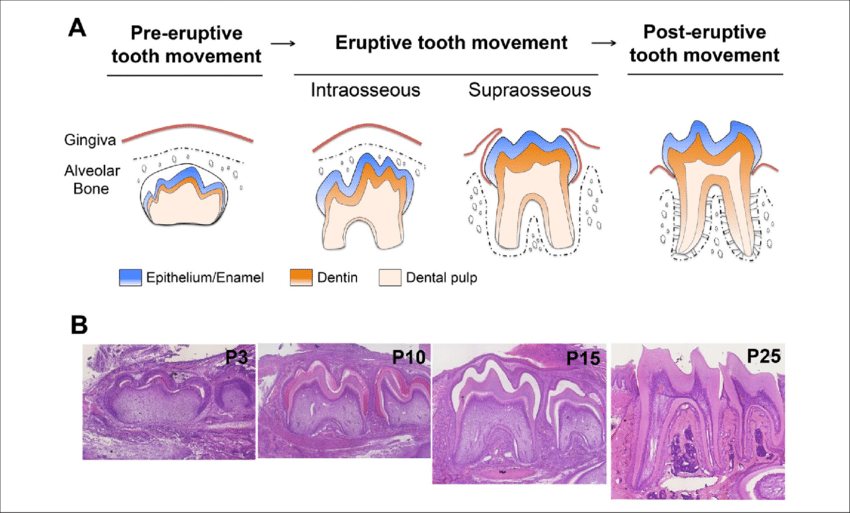 A
Pre-eruptive
tooth movement
Eruptive tooth movement
Post-eruptive
tooth movement
Intraosseous
Supraosseous
Gingiva
Alveolar
Bone
Epithelium/Enamel
Dentin
Dental pulp
B
P3
P10
P15
P25